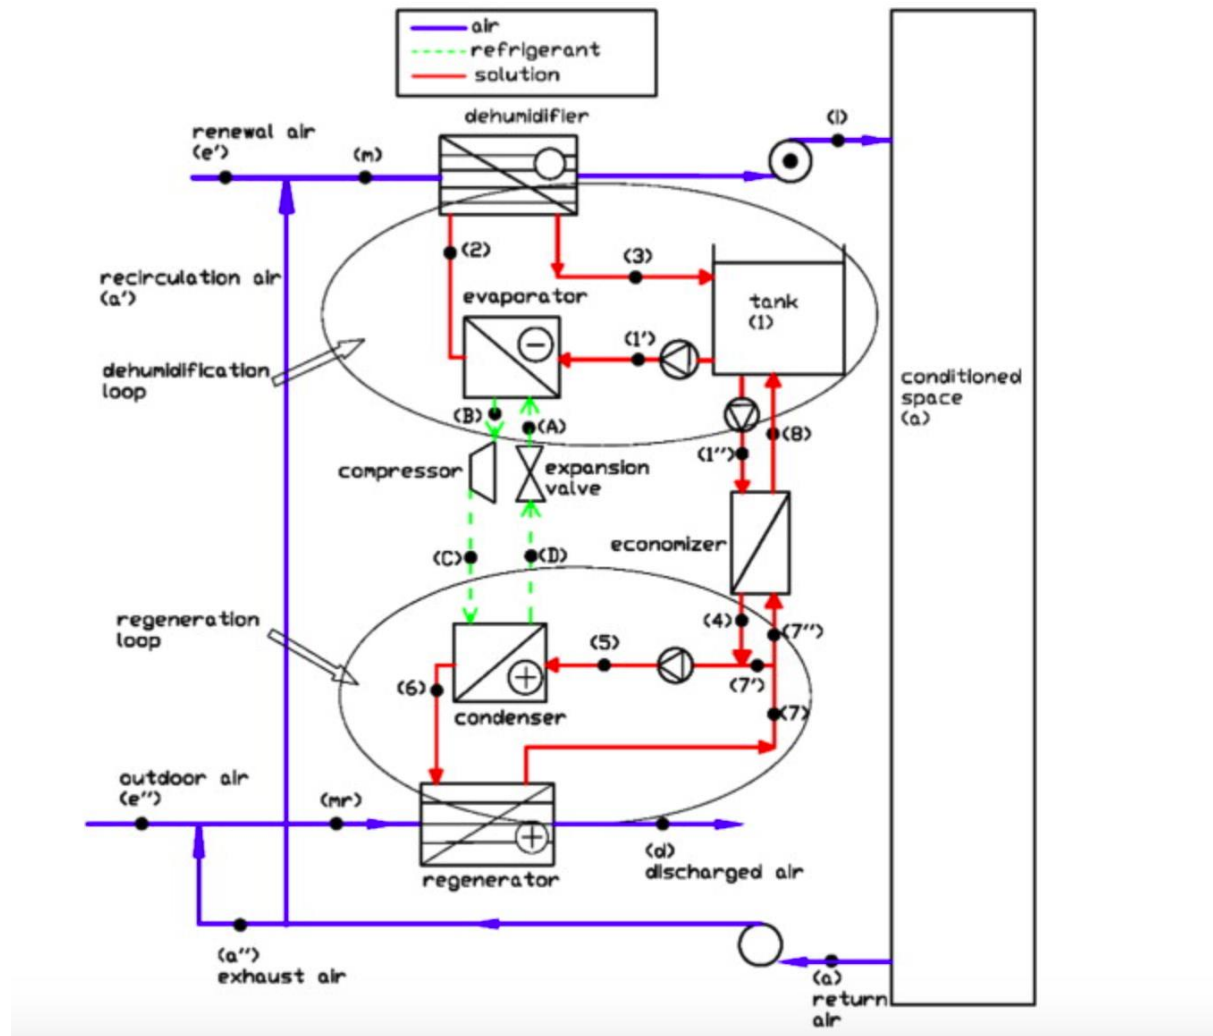 air
refrigerant
solution
dehumidifier
renewal air
(e')
(m)
(i)
(2)
(3)
recirculation air
(a')
evaporator
tank
(1)
(1')
dehumidification
loop
conditioned
space
(a)
(B)
(A)
(8)
(1'')
compressor
expansion
valve
economizer
(C)
(D)
regeneration
loop
(4)
(7'')
(5)
(7')
(6)
(7)
condenser
outdoor air
(e'')
(mr)
(d)
discharged air
regenerator
(a'')
exhaust air
(a)
return
air